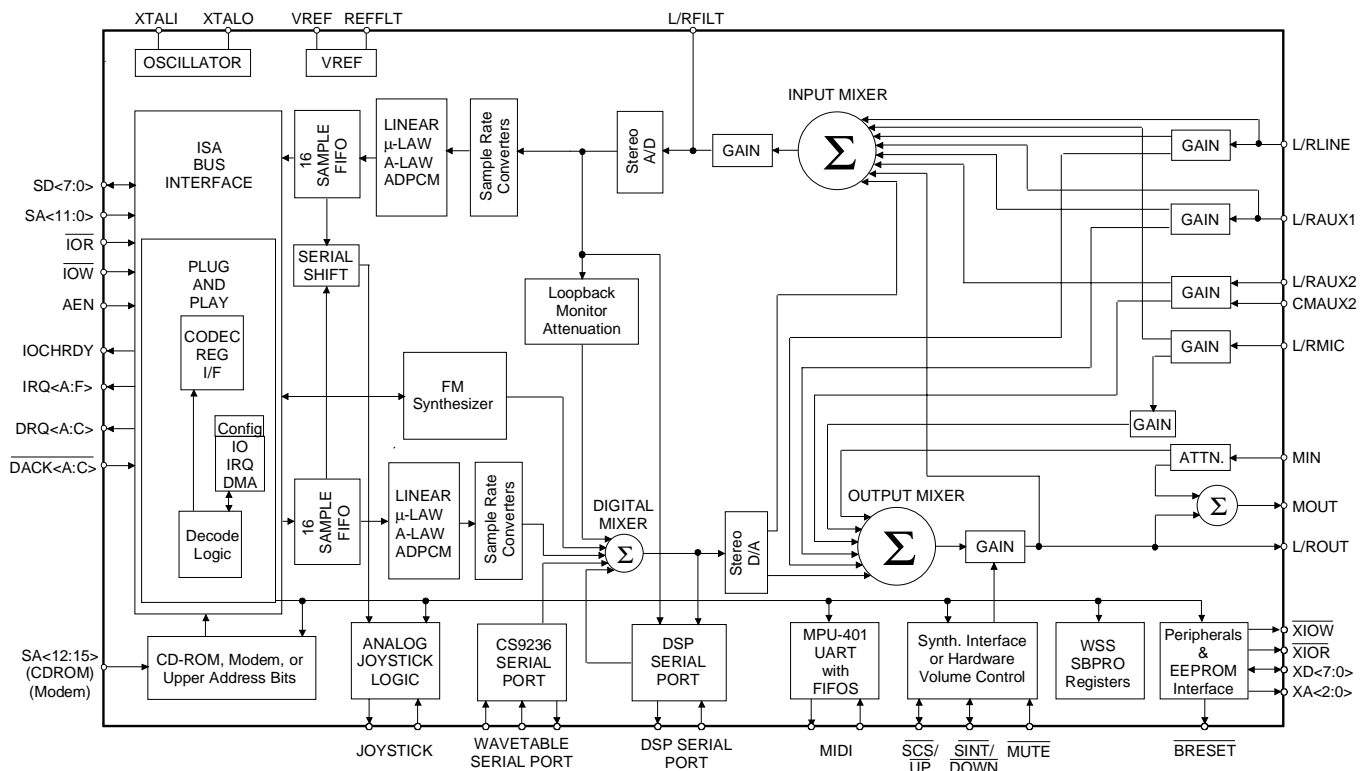 XTALI
XTALO
VREF
REFFLT
L/RFILT
OSCILLATOR
VREF
ISA
BUS
INTERFACE
16
SAMPLE
FIFO
LINEAR
μ-LAW
A-LAW
ADPCM
Sample Rate
Converters
Stereo
A/D
GAIN
INPUT MIXER
Σ
GAIN
L/RLINE
SD<7:0>
SA<11:0>
IOR
IOW
AEN
IOCHRDY
IRQ<A:F>
DRQ<A:C>
DACK<A:C>
GAIN
L/RAUX1
PLUG
AND
PLAY
SERIAL
SHIFT
Loopback
Monitor
Attenuation
GAIN
L/RAUX2
CMAUX2
CODEC
REG
I/F
GAIN
L/RMIC
FM
Synthesizer
GAIN
Config
IO
IRQ
DMA
ATTN.
MIN
Decode
Logic
16
SAMPLE
FIFO
LINEAR
μ-LAW
A-LAW
ADPCM
Sample Rate
Converters
DIGITAL
MIXER
Σ
Stereo
D/A
OUTPUT MIXER
Σ
GAIN
Σ
MOUT
L/ROUT
SA<12:15>
(CDROM)
(Modem)
CD-ROM, Modem, or
Upper Address Bits
ANALOG
JOYSTICK
LOGIC
CS9236
SERIAL
PORT
DSP
SERIAL
PORT
MPU-401
UART
with
FIFOS
Synth. Interface
or Hardware
Volume Control
WSS
SBPRO
Registers
Peripherals
&
EEPROM
Interface
XIOW
XIOR
XD<7:0>
XA<2:0>
JOYSTICK
WAVETABLE
SERIAL PORT
DSP SERIAL
PORT
MIDI
SCS/
UP
SINT/
DOWN
MUTE
BRESET